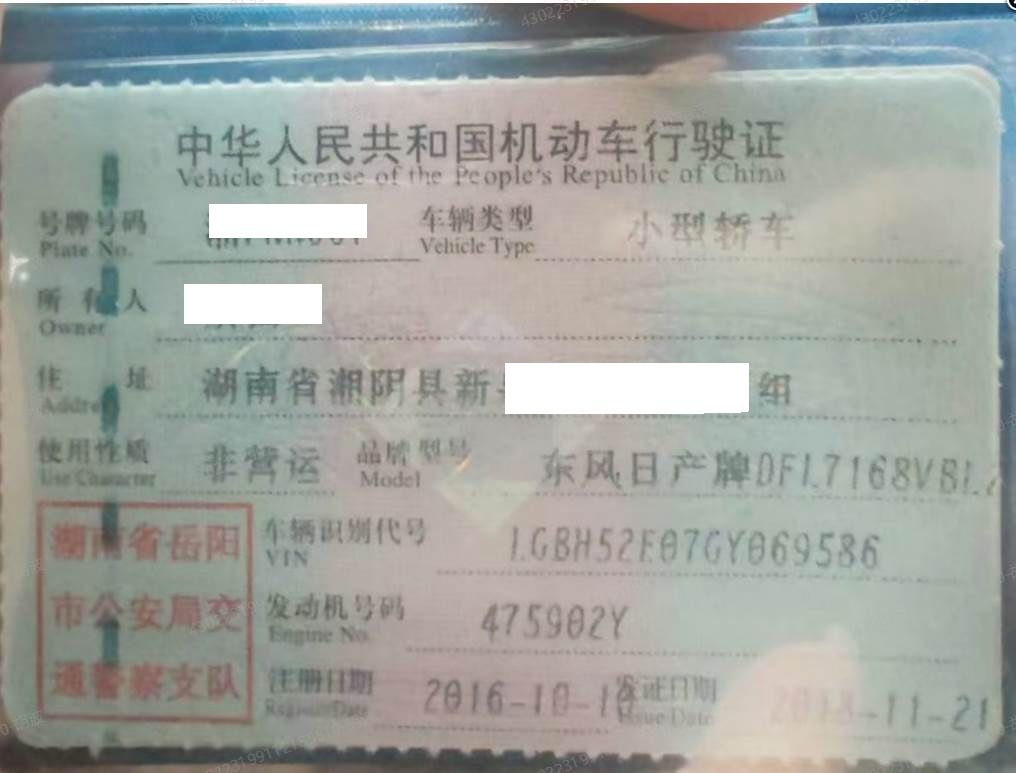 中华人民共和国机动车行驶证
Vehicle License of the People's Republic of China
号牌号码 车辆类型 小型轿车
Plate No. Vehicle Type
所有人
Owner
住址 湖南省湘阴县新 组
Address
使用性质 非营运 品牌型号 东风日产牌DFL7168VBL
Use Character Model
湖南省岳阳 车辆识别代号 LGBH52E07GY069586
VIN
市公安局交 发动机号码 475902Y
Engine No.
通警察支队 注册日期 2016-10-10 发证日期 2018-11-21
Register Date Issue Date